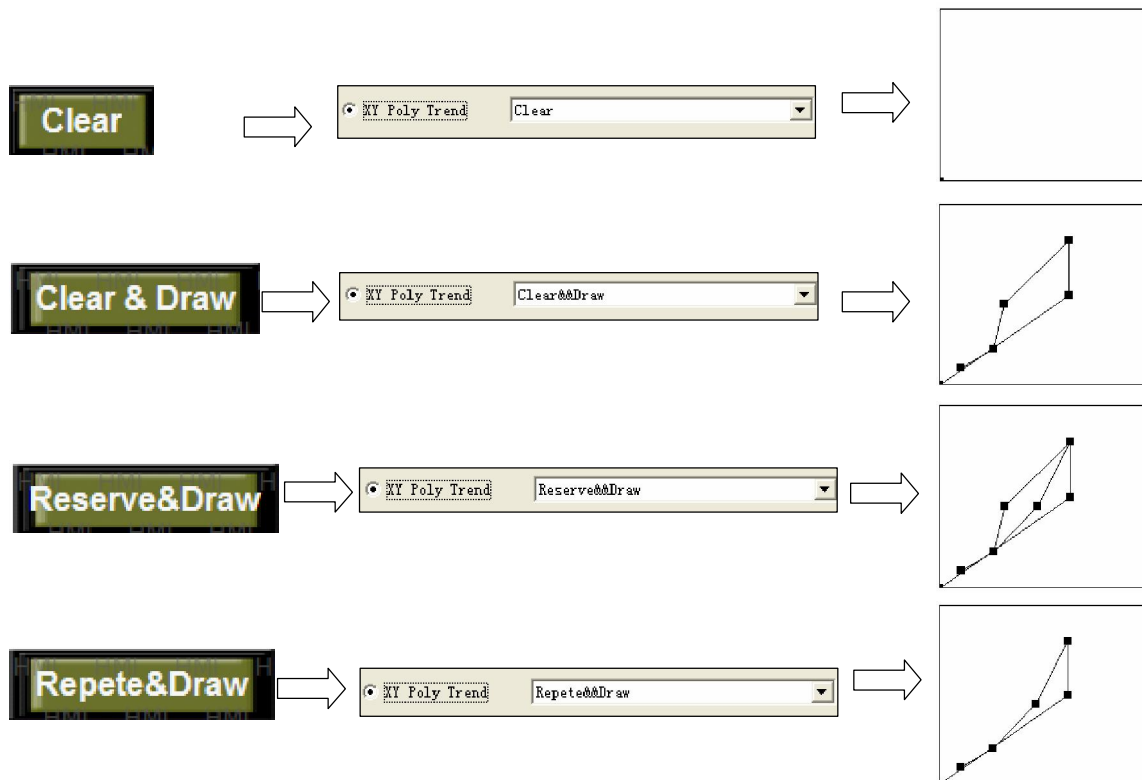 Clear
XY Poly Trend Clear
Clear & Draw
XY Poly Trend Clear&&Draw
Reserve&Draw
XY Poly Trend Reserve&&Draw
Repete&Draw
XY Poly Trend Repete&&Draw